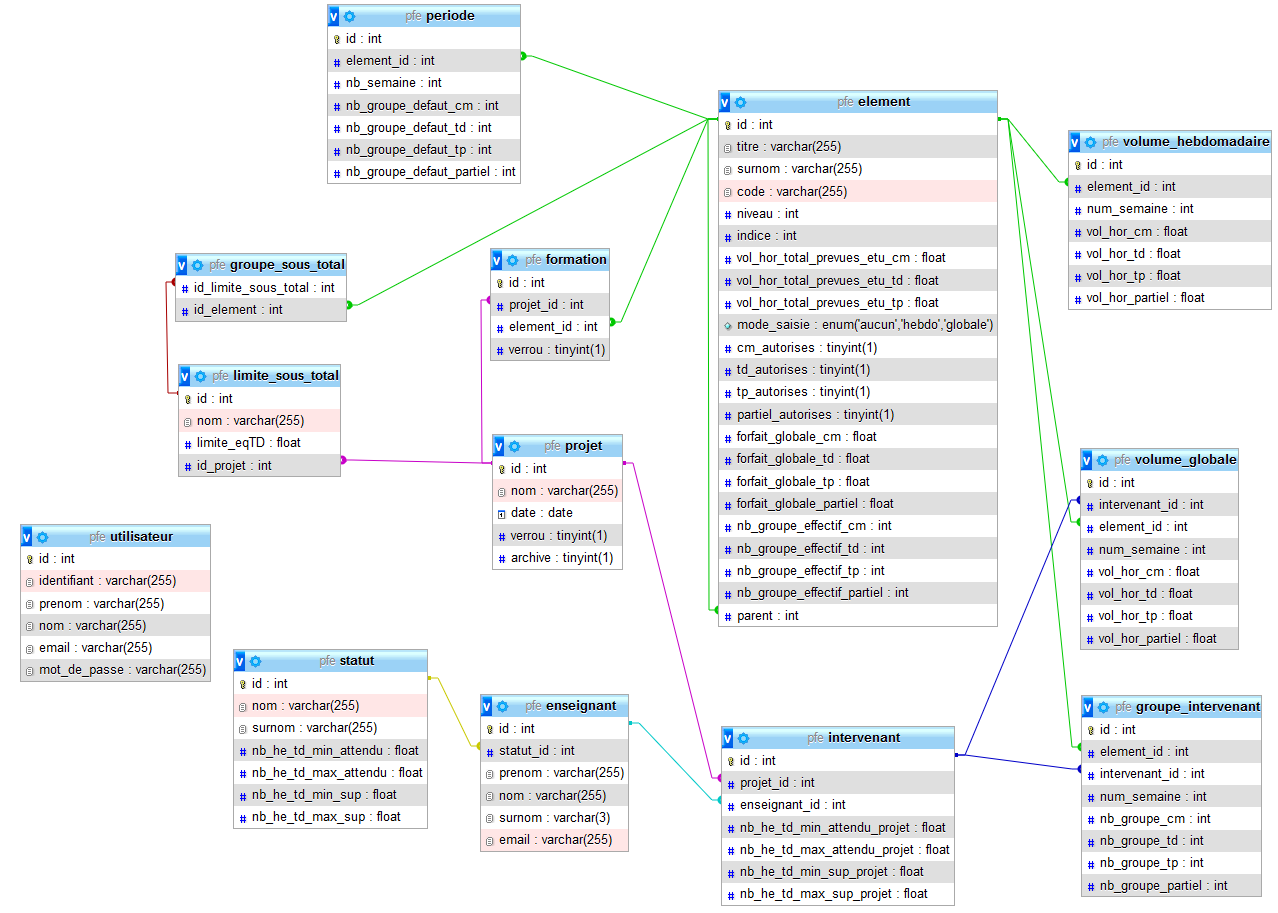 v pfe periode
id : int
# element_id : int
# nb_semaine : int
# nb_groupe_defaut_cm : int
# nb_groupe_defaut_td : int
# nb_groupe_defaut_tp : int
# nb_groupe_defaut_partiel : int
v pfe element
id : int
titre : varchar(255)
surnom : varchar(255)
code : varchar(255)
# niveau : int
# indice : int
# vol_hor_total_prevues_etu_cm : float
# vol_hor_total_prevues_etu_td : float
# vol_hor_total_prevues_etu_tp : float
mode_saisie : enum('aucun','hebdo','globale')
# cm_autorises : tinyint(1)
# td_autorises : tinyint(1)
# tp_autorises : tinyint(1)
# partiel_autorises : tinyint(1)
# forfait_globale_cm : float
# forfait_globale_td : float
# forfait_globale_tp : float
# forfait_globale_partiel : float
# nb_groupe_effectif_cm : int
# nb_groupe_effectif_td : int
# nb_groupe_effectif_tp : int
# nb_groupe_effectif_partiel : int
# parent : int
v pfe volume_hebdomadaire
id : int
# element_id : int
# num_semaine : int
# vol_hor_cm : float
# vol_hor_td : float
# vol_hor_tp : float
# vol_hor_partiel : float
v pfe groupe_sous_total
# id_limite_sous_total : int
# id_element : int
v pfe formation
id : int
# projet_id : int
# element_id : int
# verrou : tinyint(1)
v pfe limite_sous_total
id : int
nom : varchar(255)
# limite_eqTD : float
# id_projet : int
v pfe projet
id : int
nom : varchar(255)
date : date
# verrou : tinyint(1)
# archive : tinyint(1)
v pfe volume_globale
id : int
# intervenant_id : int
# element_id : int
# num_semaine : int
# vol_hor_cm : float
# vol_hor_td : float
# vol_hor_tp : float
# vol_hor_partiel : float
v pfe utilisateur
id : int
identifiant : varchar(255)
prenom : varchar(255)
nom : varchar(255)
email : varchar(255)
mot_de_passe : varchar(255)
v pfe statut
id : int
nom : varchar(255)
surnom : varchar(255)
# nb_he_td_min_attendu : float
# nb_he_td_max_attendu : float
# nb_he_td_min_sup : float
# nb_he_td_max_sup : float
v pfe enseignant
id : int
# statut_id : int
prenom : varchar(255)
nom : varchar(255)
surnom : varchar(3)
email : varchar(255)
v pfe intervenant
id : int
# projet_id : int
# enseignant_id : int
# nb_he_td_min_attendu_projet : float
# nb_he_td_max_attendu_projet : float
# nb_he_td_min_sup_projet : float
# nb_he_td_max_sup_projet : float
v pfe groupe_intervenant
id : int
# element_id : int
# intervenant_id : int
# num_semaine : int
# nb_groupe_cm : int
# nb_groupe_td : int
# nb_groupe_tp : int
# nb_groupe_partiel : int